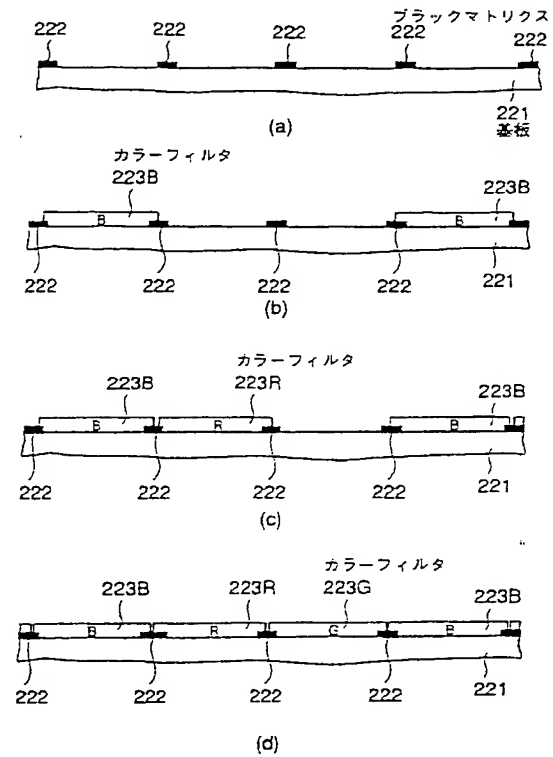 ブラックマトリクス
222 222 222 222 222
221
基板
(a)
カラーフィルタ
223B 223B
B B
222 222 222 222 221
(b)
カラーフィルタ
223B 223R 223B
B R B
222 222 222 222 221
(c)
カラーフィルタ
223B 223R 223G 223B
B R G B
222 222 222 222 221
(d)